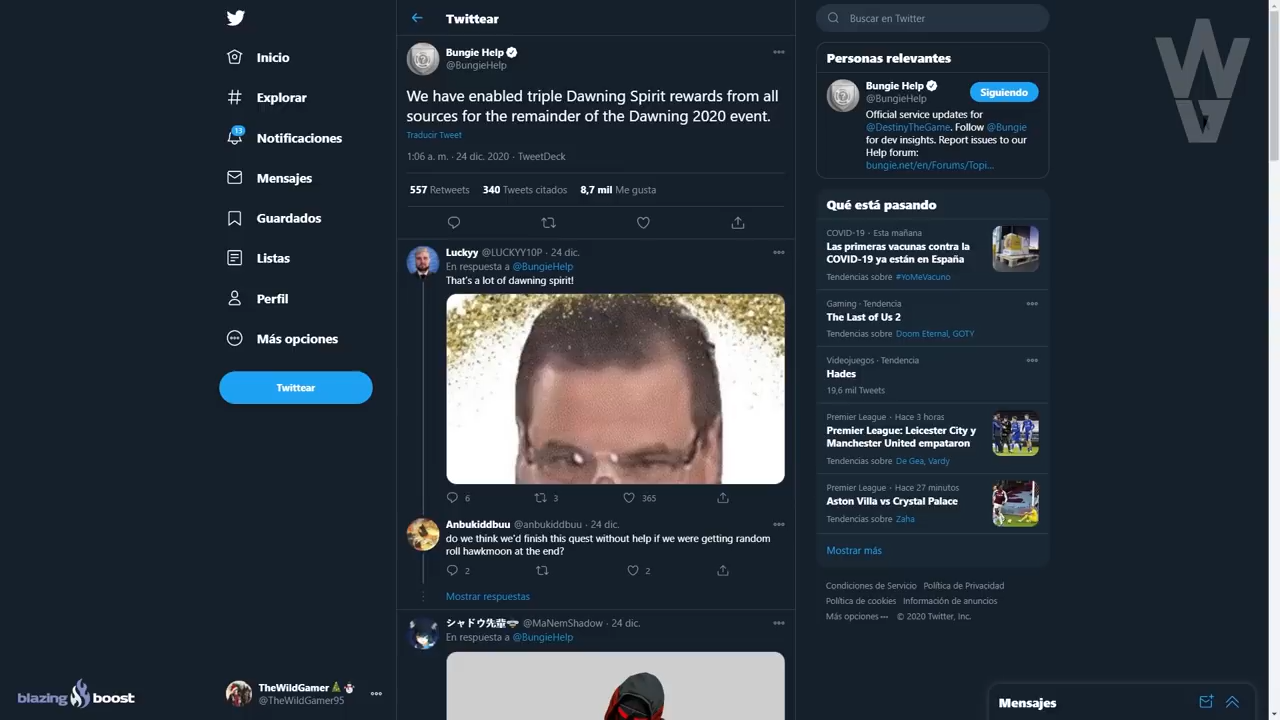 Inicio
Explorar
13
Notificaciones
Mensajes
Guardados
Listas
Perfil
Más opciones
Twittear
TheWildGamer
@TheWildGamer95
blazing boost
Twittear
Bungie Help
@BungieHelp
We have enabled triple Dawning Spirit rewards from all
sources for the remainder of the Dawning 2020 event.
Traducir Tweet
1:06 a. m. · 24 dic. 2020 · TweetDeck
557 Retweets 340 Tweets citados 8,7 mil Me gusta
Luckyy @LUCKYY10P · 24 dic.
En respuesta a @BungieHelp
That's a lot of dawning spirit!
6 3 365
Anbukiddbuu @anbukiddbuu · 24 dic.
do we think we'd finish this quest without help if we were getting random
roll hawkmoon at the end?
2 2
Mostrar respuestas
シャドウ先輩 @MaNemShadow · 24 dic.
En respuesta a @BungieHelp
Buscar en Twitter
Personas relevantes
Bungie Help
@BungieHelp
Siguiendo
Official service updates for
@DestinyTheGame. Follow @Bungie
for dev insights. Report issues to our
Help forum:
bungie.net/en/Forums/Topi...
Qué está pasando
COVID-19 · Esta mañana
Las primeras vacunas contra la
COVID-19 ya están en España
Tendencias sobre #YoMeVacuno
Gaming · Tendencia
The Last of Us 2
Tendencias sobre Doom Eternal, GOTY
Videojuegos · Tendencia
Hades
19,6 mil Tweets
Premier League · Hace 3 horas
Premier League: Leicester City y
Manchester United empataron
Tendencias sobre De Gea, Vardy
Premier League · Hace 27 minutos
Aston Villa vs Crystal Palace
Tendencias sobre Zaha
Mostrar más
Condiciones de Servicio Política de Privacidad
Política de cookies Información de anuncios
Más opciones ••• © 2020 Twitter, Inc.
Mensajes